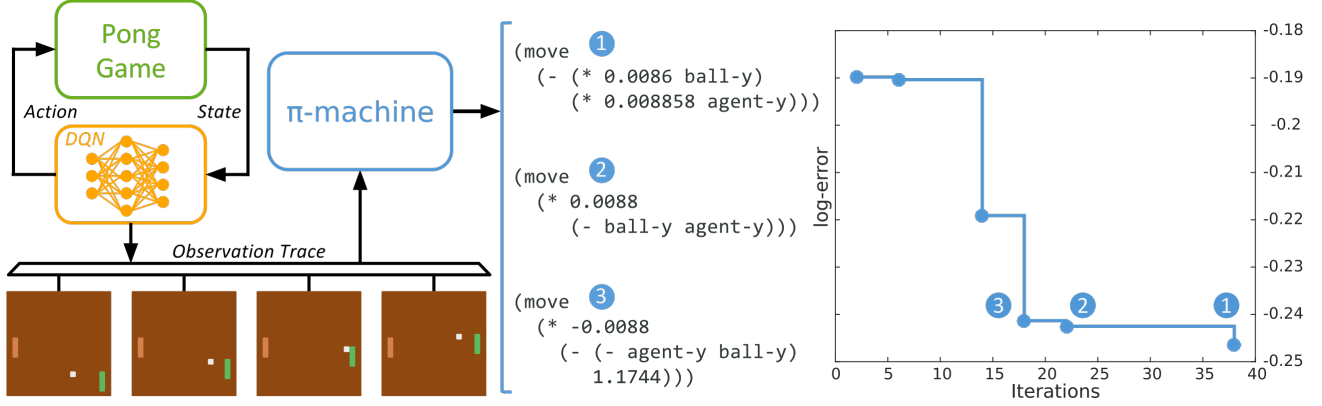 Pong
Game
Action
State
DQN
π-machine
Observation Trace
1
(move
(- (* 0.0086 ball-y)
(* 0.008858 agent-y)))
2
(move
(* 0.0088
(- ball-y agent-y)))
3
(move
(* -0.0088
(- (- agent-y ball-y)
1.1744)))
-0.18
-0.19
-0.2
-0.21
-0.22
-0.23
-0.24
-0.25
log-error
3
2
1
0 5 10 15 20 25 30 35 40
Iterations